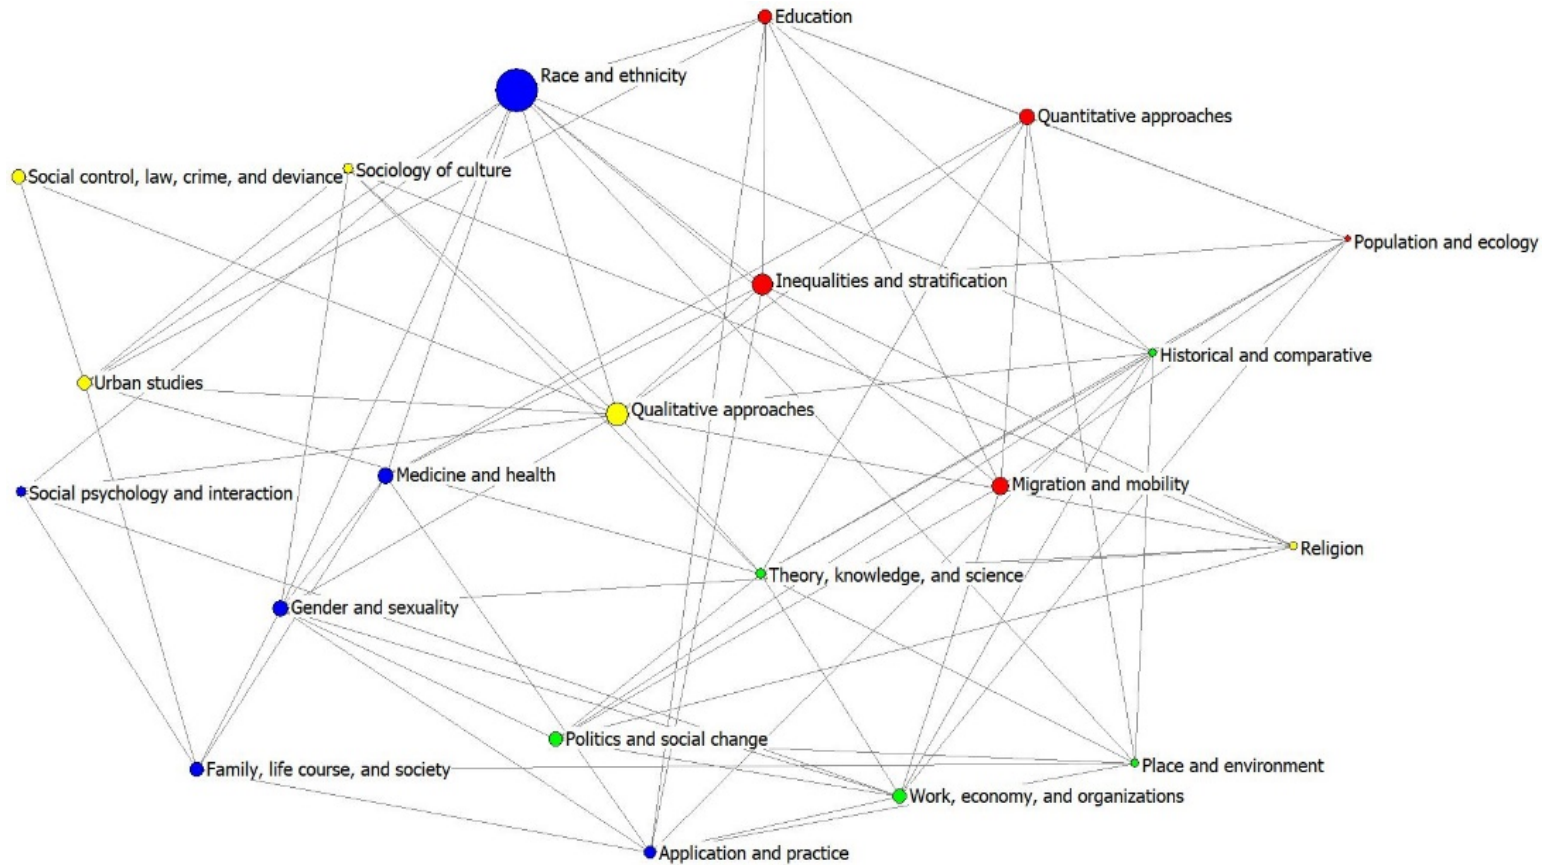 Education
Race and ethnicity
Quantitative approaches
Social control, law, crime, and deviance
Sociology of culture
Population and ecology
Inequalities and stratification
Historical and comparative
Urban studies
Qualitative approaches
Medicine and health
Migration and mobility
Social psychology and interaction
Religion
Theory, knowledge, and science
Gender and sexuality
Politics and social change
Family, life course, and society
Place and environment
Work, economy, and organizations
Application and practice